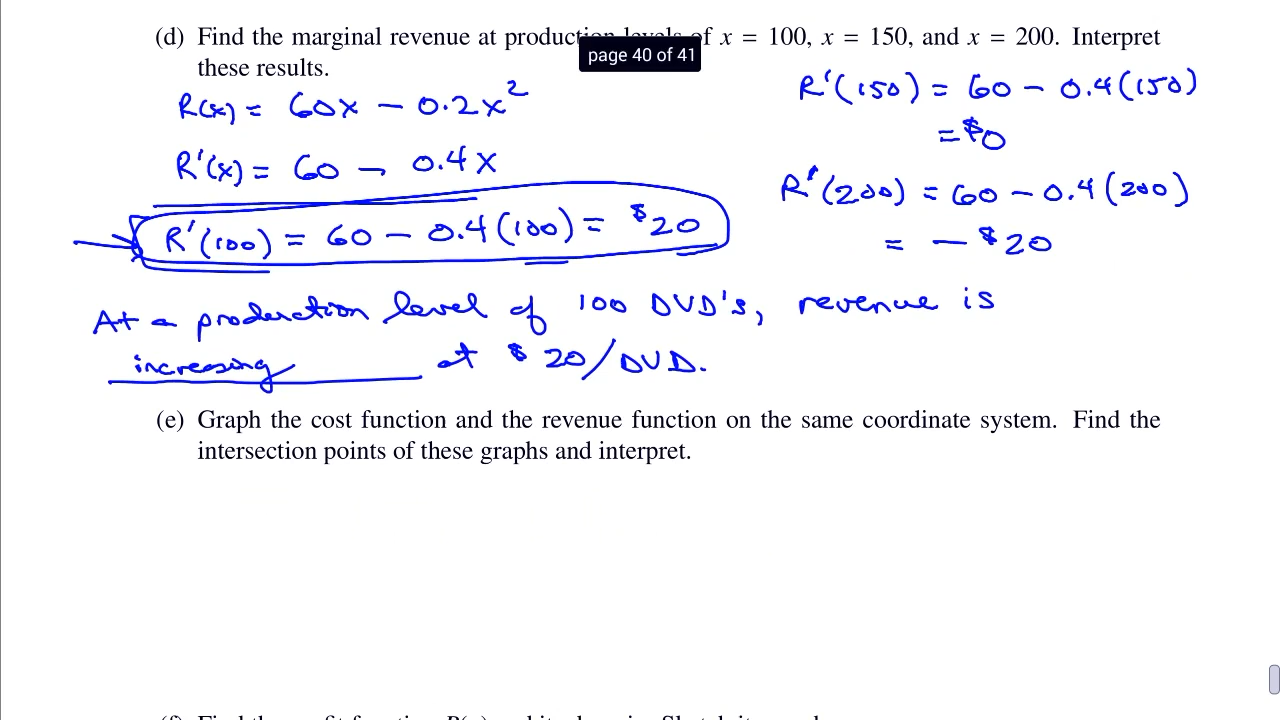 (d) Find the marginal revenue at production levels of x = 100, x = 150, and x = 200. Interpret
these results.
page 40 of 41
R(x) = 60x - 0.2x²
R'(x) = 60 - 0.4x
R'(100) = 60 - 0.4(100) = $20
R'(150) = 60 - 0.4(150)
= $0
R'(200) = 60 - 0.4(200)
= - $20
At a production level of 100 DVD's, revenue is
increasing at $20/DVD.
(e) Graph the cost function and the revenue function on the same coordinate system. Find the
intersection points of these graphs and interpret.